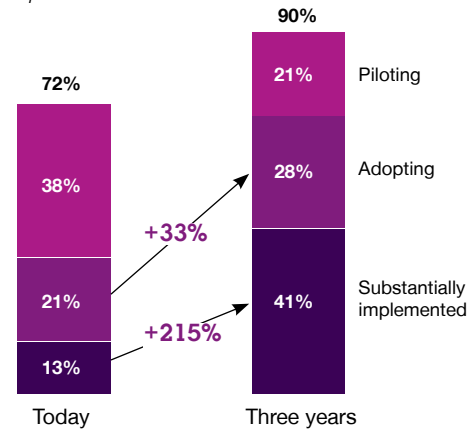 72%
90%
38%
21%
13%
+33%
+215%
21%
28%
41%
Piloting
Adopting
Substantially
implemented
Today
Three years